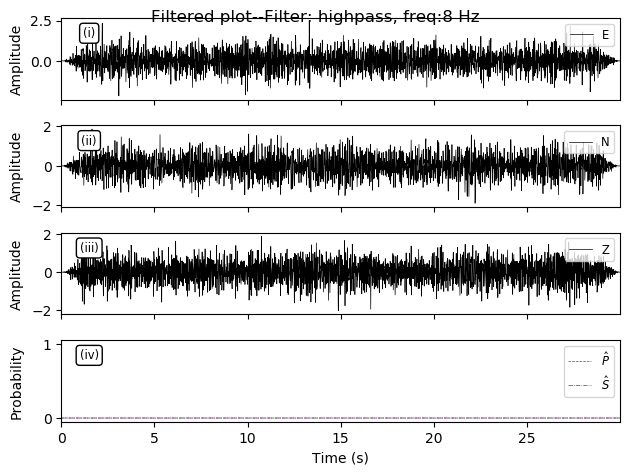 Filtered plot--Filter; highpass, freq:8 Hz
2.5
0.0
Amplitude
(i)
E
2
0
−2
Amplitude
(ii)
N
2
0
−2
Amplitude
(iii)
Z
1
0
Probability
(iv)
P̂
Ŝ
0 5 10 15 20 25
Time (s)